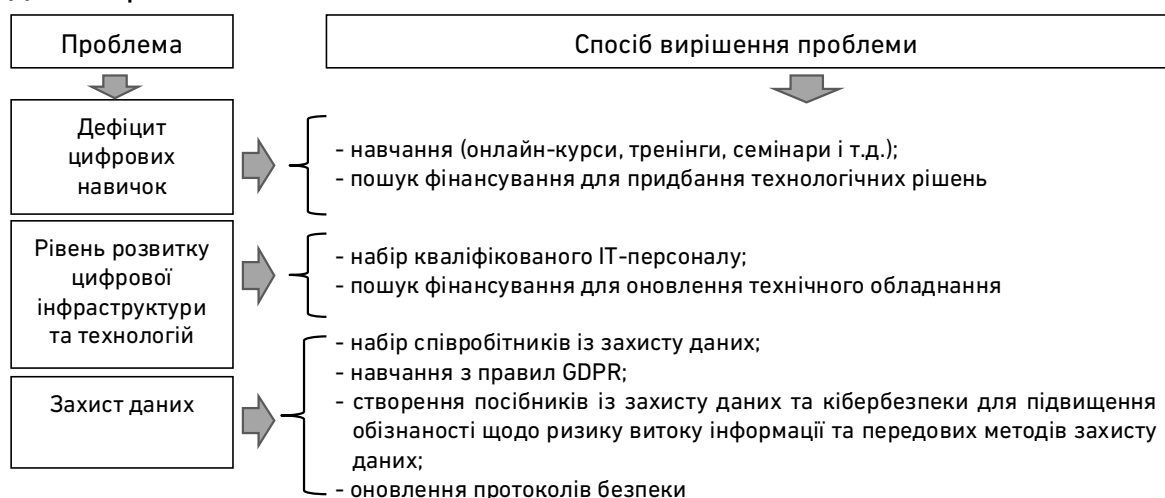 Проблема
Спосіб вирішення проблеми
Дефіцит
цифрових
навичок
- навчання (онлайн-курси, тренінги, семінари і т.д.);
- пошук фінансування для придбання технологічних рішень
Рівень розвитку
цифрової
інфраструктури
та технологій
- набір кваліфікованого ІТ-персоналу;
- пошук фінансування для оновлення технічного обладнання
Захист даних
- набір співробітників із захисту даних;
- навчання з правил GDPR;
- створення посібників із захисту даних та кібербезпеки для підвищення
обізнаності щодо ризику витоку інформації та передових методів захисту
даних;
- оновлення протоколів безпеки